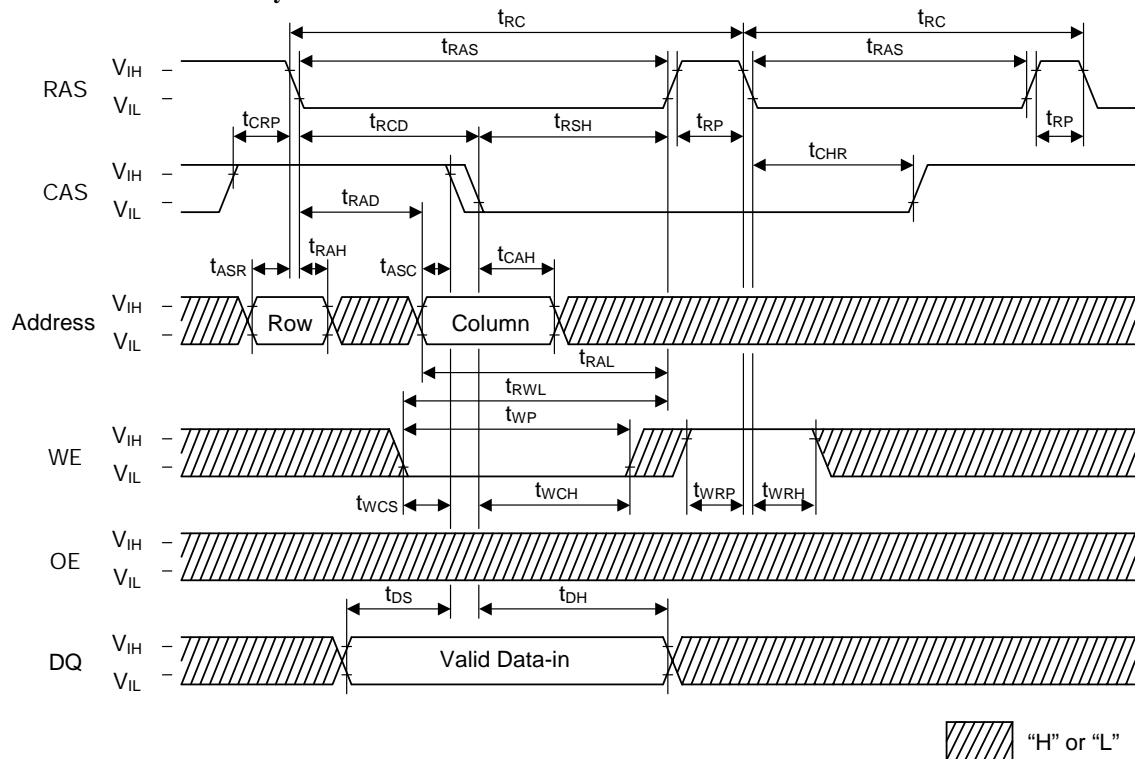 tRC tRC
tRAS tRAS
RAS VIH
VIL
tCRP tRCD tRSH tRP tRP
tCHR
CAS VIH
VIL
tRAD
tRAH
tASR tASC tCAH
Address VIH
VIL
Row Column
tRAL
tRWL
tWP
WE VIH
VIL
tWCS tWCH tWRP tWRH
OE VIH
VIL
tDS tDH
DQ VIH
VIL
Valid Data-in
“H” or “L”